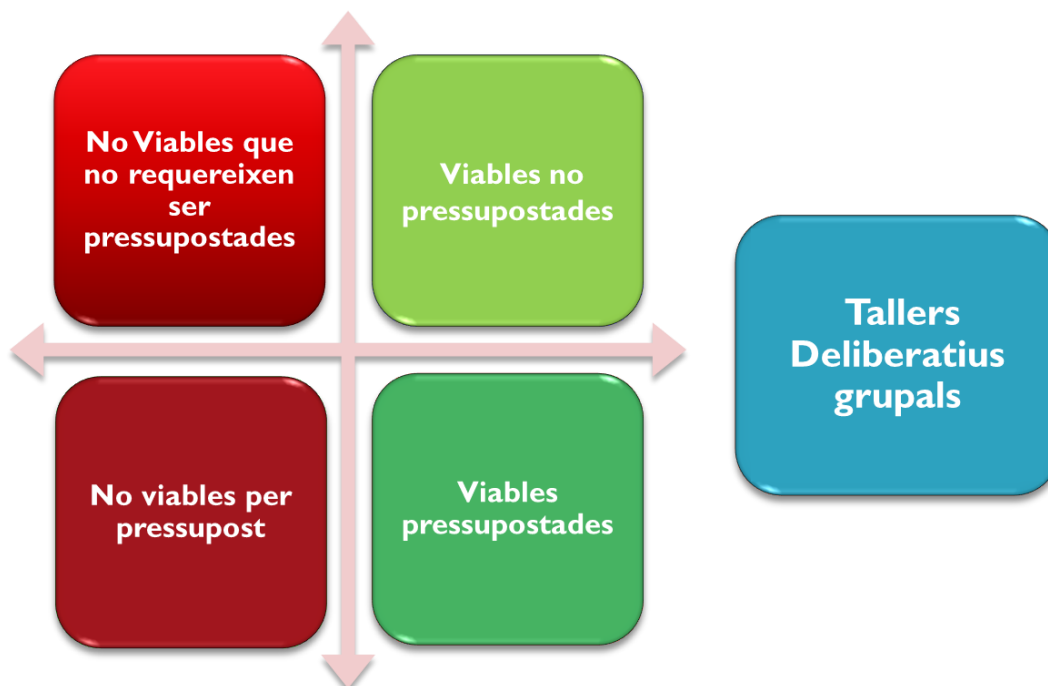 No Viables que
no requereixen
ser
pressupostades
Viables no
pressupostades
No viables per
pressupost
Viables
pressupostades
Tallers
Deliberatius
grupals